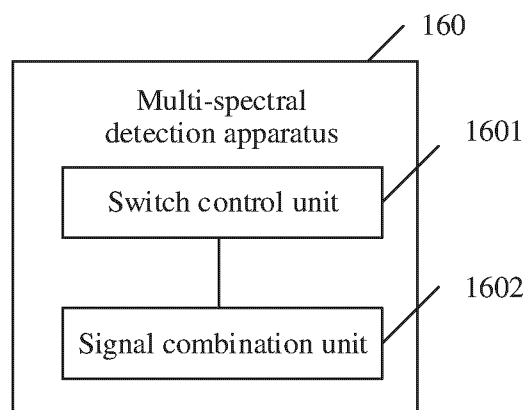 160
Multi-spectral
detection apparatus
1601
Switch control unit
1602
Signal combination unit